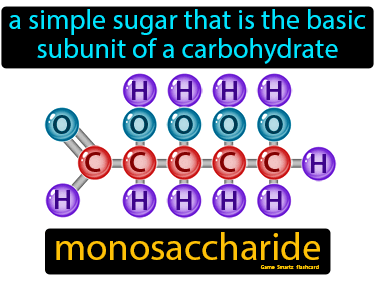 a simple sugar that is the basic
subunit of a carbohydrate
H H H H
O O O O O
C C C C C H
H H H H H
monosaccharide
Game Smartz flashcard